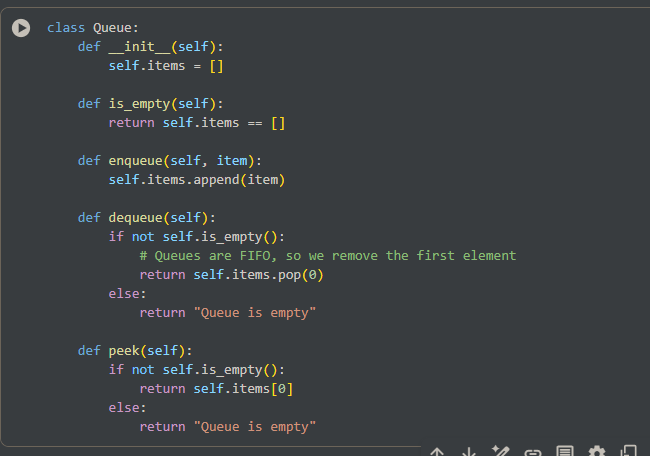 class Queue:
    def __init__(self):
        self.items = []

    def is_empty(self):
        return self.items == []

    def enqueue(self, item):
        self.items.append(item)

    def dequeue(self):
        if not self.is_empty():
            # Queues are FIFO, so we remove the first element
            return self.items.pop(0)
        else:
            return "Queue is empty"

    def peek(self):
        if not self.is_empty():
            return self.items[0]
        else:
            return "Queue is empty"